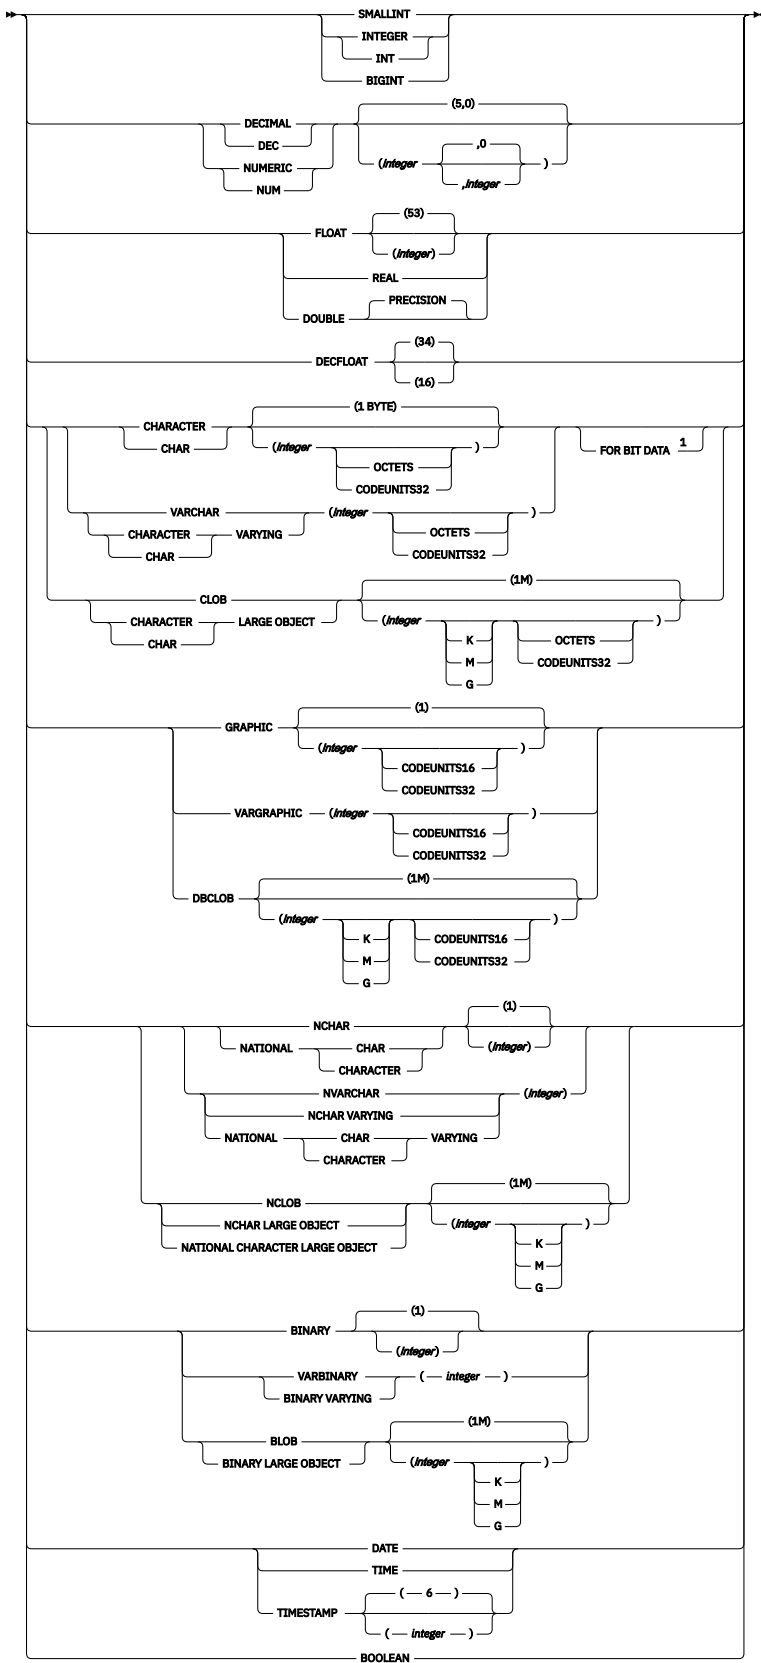 SMALLINT
INTEGER
INT
BIGINT
(5,0)
DECIMAL
DEC
,0
NUMERIC (integer )
NUM ,integer
(53)
FLOAT
(integer)
REAL
PRECISION
DOUBLE
(34)
DECFLOAT
(16)
(1 BYTE)
CHARACTER
CHAR (integer ) FOR BIT DATA 1
OCTETS
CODEUNITS32
VARCHAR (integer )
CHARACTER VARYING OCTETS
CHAR CODEUNITS32
(1M)
CLOB
CHARACTER LARGE OBJECT (integer )
CHAR K OCTETS
M CODEUNITS32
G
(1)
GRAPHIC
(integer )
CODEUNITS16
CODEUNITS32
VARGRAPHIC (integer )
CODEUNITS16
CODEUNITS32
(1M)
DBCLOB
(integer )
K CODEUNITS16
M CODEUNITS32
G
(1)
NCHAR
NATIONAL CHAR (integer)
CHARACTER
NVARCHAR (integer)
NCHAR VARYING
NATIONAL CHAR VARYING
CHARACTER
(1M)
NCLOB
NCHAR LARGE OBJECT (integer )
NATIONAL CHARACTER LARGE OBJECT K
M
G
(1)
BINARY
(integer)
VARBINARY ( integer )
BINARY VARYING
(1M)
BLOB
BINARY LARGE OBJECT (integer )
K
M
G
DATE
TIME
( 6 )
TIMESTAMP
( integer )
BOOLEAN